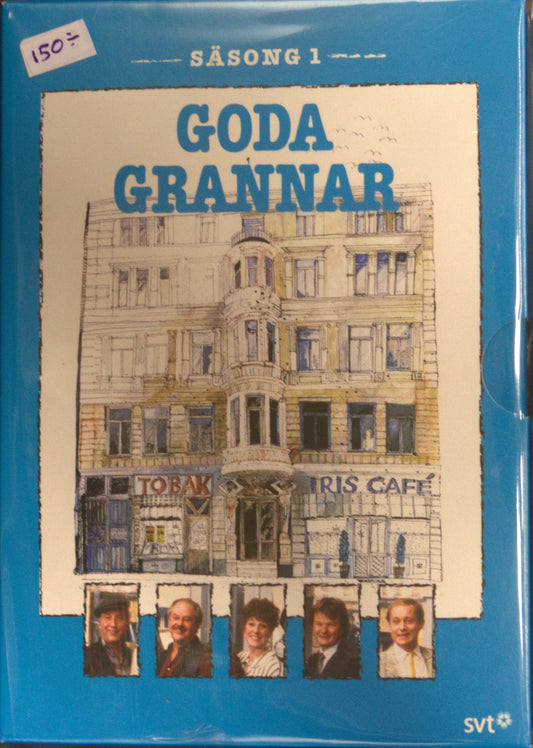 150:-
SÄSONG 1
GODA
GRANNAR
TOBAK
IRIS CAFÉ
svt